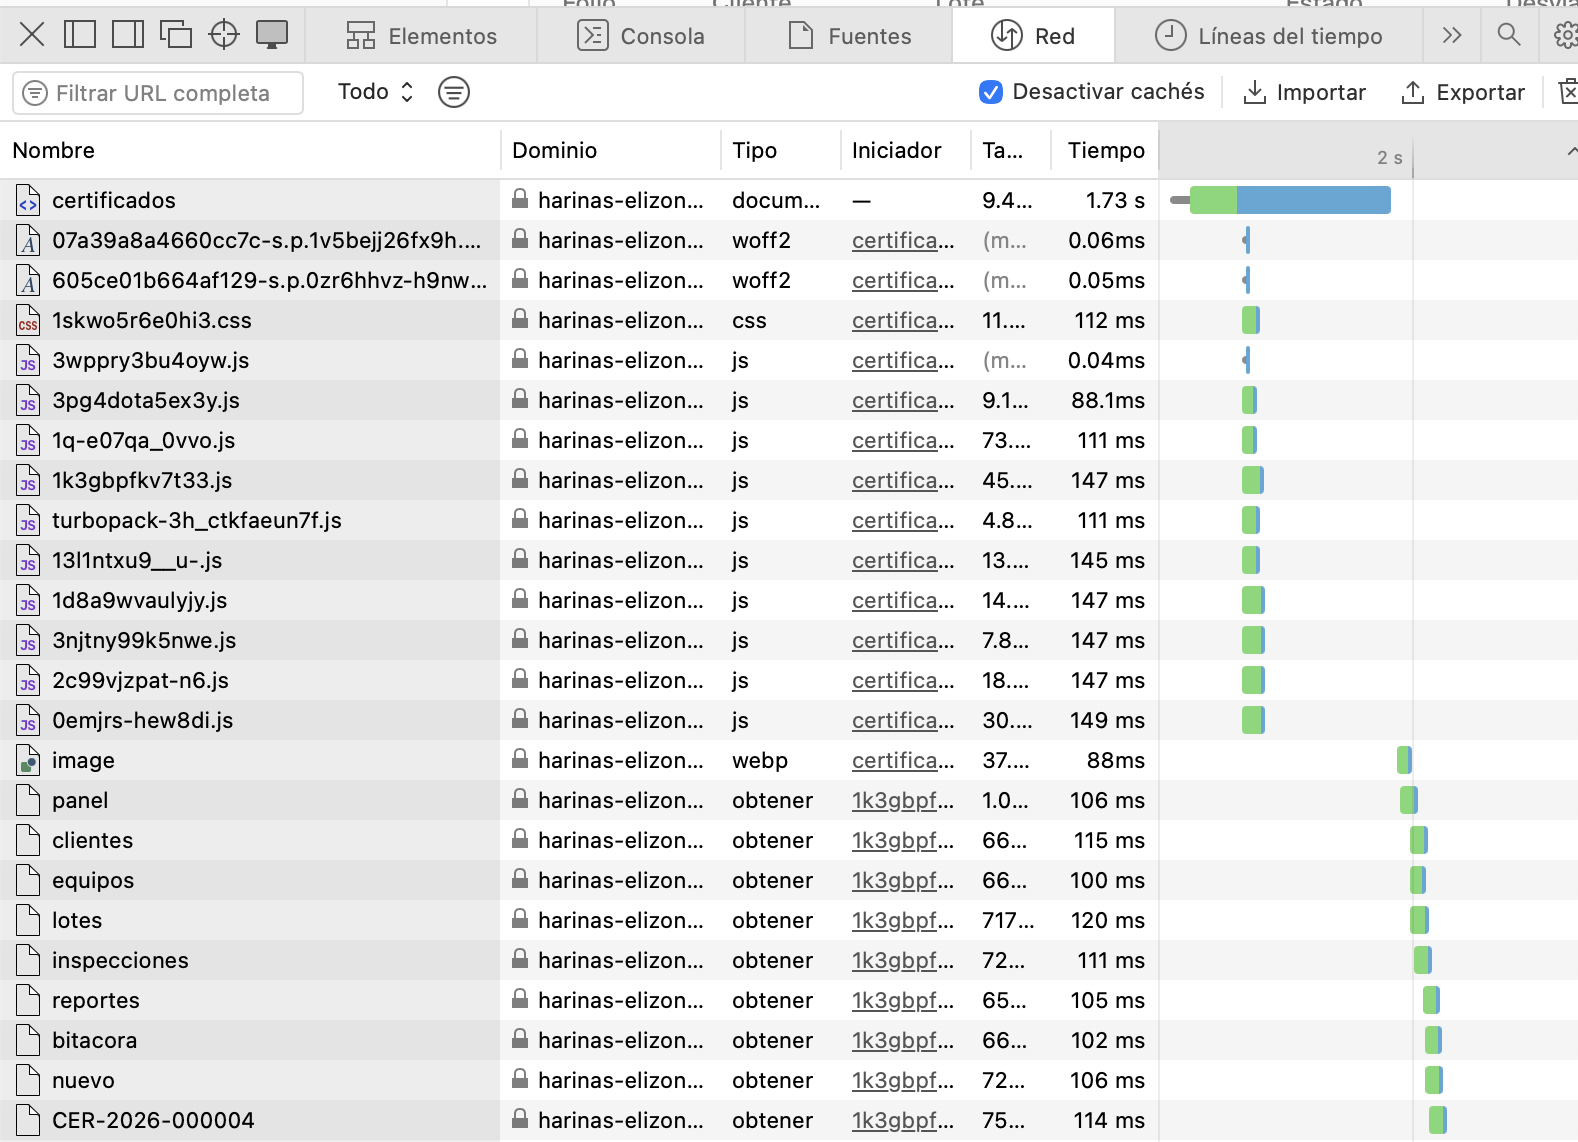 Elementos Consola Fuentes Red Líneas del tiempo
Filtrar URL completa Todo Desactivar cachés Importar Exportar
Nombre Dominio Tipo Iniciador Ta... Tiempo 2 s
certificados harinas-elizon... docum... — 9.4... 1.73 s
07a39a8a4660cc7c-s.p.1v5bejj26fx9h.... harinas-elizon... woff2 certifica... (m... 0.06ms
605ce01b664af129-s.p.0zr6hhvz-h9nw... harinas-elizon... woff2 certifica... (m... 0.05ms
CSS 1skwo5r6e0hi3.css harinas-elizon... css certifica... 11.... 112 ms
JS 3wppry3bu4oyw.js harinas-elizon... js certifica... (m... 0.04ms
JS 3pg4dota5ex3y.js harinas-elizon... js certifica... 9.1... 88.1ms
JS 1q-e07qa_0vvo.js harinas-elizon... js certifica... 73.... 111 ms
JS 1k3gbpfkv7t33.js harinas-elizon... js certifica... 45.... 147 ms
JS turbopack-3h_ctkfaeun7f.js harinas-elizon... js certifica... 4.8... 111 ms
JS 13l1ntxu9__u-.js harinas-elizon... js certifica... 13.... 145 ms
JS 1d8a9wvaulyjy.js harinas-elizon... js certifica... 14.... 147 ms
JS 3njtny99k5nwe.js harinas-elizon... js certifica... 7.8... 147 ms
JS 2c99vjzpat-n6.js harinas-elizon... js certifica... 18.... 147 ms
JS 0emjrs-hew8di.js harinas-elizon... js certifica... 30.... 149 ms
image harinas-elizon... webp certifica... 37.... 88ms
panel harinas-elizon... obtener 1k3gbpf... 1.0... 106 ms
clientes harinas-elizon... obtener 1k3gbpf... 66... 115 ms
equipos harinas-elizon... obtener 1k3gbpf... 66... 100 ms
lotes harinas-elizon... obtener 1k3gbpf... 717... 120 ms
inspecciones harinas-elizon... obtener 1k3gbpf... 72... 111 ms
reportes harinas-elizon... obtener 1k3gbpf... 65... 105 ms
bitacora harinas-elizon... obtener 1k3gbpf... 66... 102 ms
nuevo harinas-elizon... obtener 1k3gbpf... 72... 106 ms
CER-2026-000004 harinas-elizon... obtener 1k3gbpf... 75... 114 ms